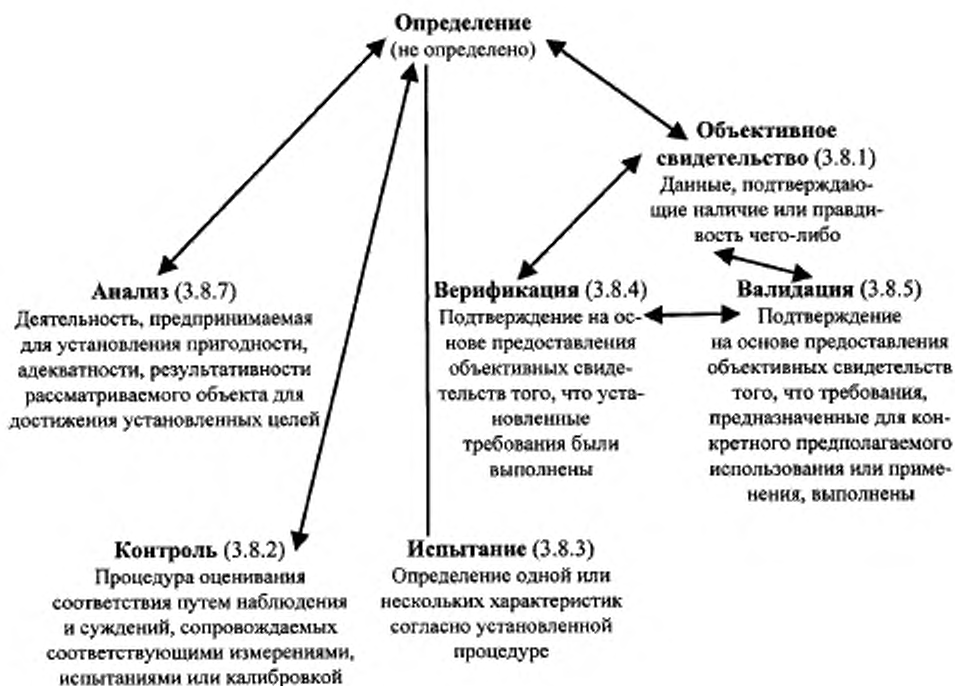 Определение
(не определено)
Объективное
свидетельство (3.8.1)
Данные, подтверждаю-
щие наличие или правди-
вость чего-либо
Анализ (3.8.7)
Деятельность, предпринимаемая
для установления пригодности,
адекватности, результативности
рассматриваемого объекта для
достижения установленных целей
Верификация (3.8.4)
Подтверждение на ос-
нове предоставления
объективных свиде-
тельств того, что уста-
новленные
требования были
выполнены
Валидация (3.8.5)
Подтверждение
на основе предоставления
объективных свидетельств
того, что требования,
предназначенные для кон-
кретного предполагаемого
использования или приме-
нения, выполнены
Контроль (3.8.2)
Процедура оценивания
соответствия путем наблюдения
и суждений, сопровождаемых
соответствующими измерениями,
испытаниями или калибровкой
Испытание (3.8.3)
Определение одной или
нескольких характеристик
согласно установленной
процедуре